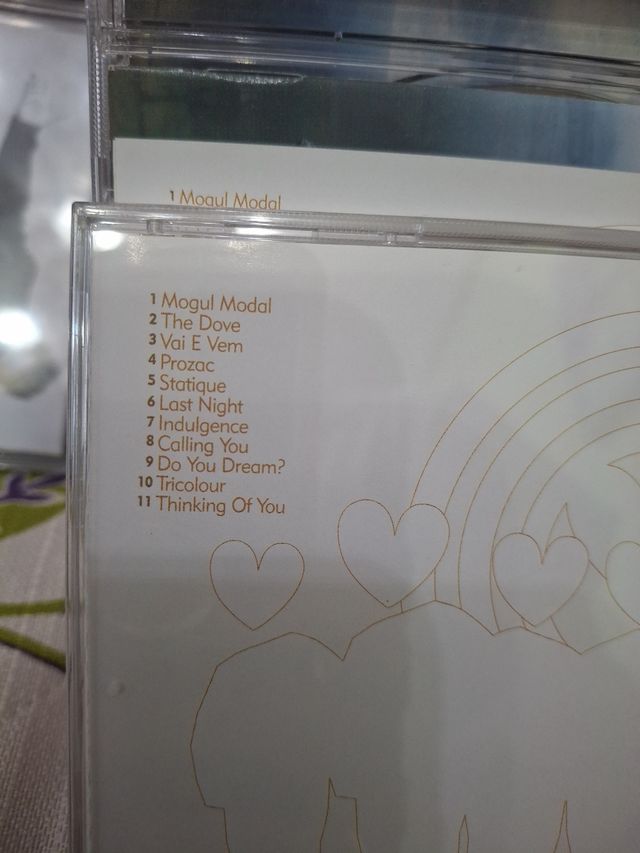 1 Mogul Modal
1 Mogul Modal
2 The Dove
3 Vai E Vem
4 Prozac
5 Statique
6 Last Night
7 Indulgence
8 Calling You
9 Do You Dream?
10 Tricolour
11 Thinking Of You